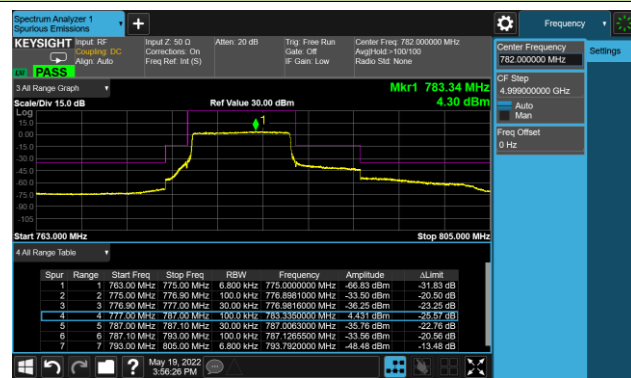 Spectrum Analyzer 1
Spurious Emissions
Frequency
KEYSIGHT Input: RF Input Z: 50 Ω Atten: 20 dB Trig: Free Run Center Freq: 782.000000 MHz
Coupling: DC Corrections: On Gate: Off Avg|Hold:>100/100
Align: Auto Freq Ref: Int (S) IF Gain: Low Radio Std: None
PASS
Center Frequency
782.000000 MHz
Settings
CF Step
4.999000000 GHz
Auto
Man
Freq Offset
0 Hz
3 All Range Graph
Mkr1 783.34 MHz
Scale/Div 15.0 dB Ref Value 30.00 dBm 4.30 dBm
Log
15.0
0.00
-15.0
-30.0
-45.0
-60.0
-75.0
-90.0
-105
1
Start 763.000 MHz Stop 805.000 MHz
4 All Range Table
Spur Range Start Freq Stop Freq RBW Frequency Amplitude ΔLimit
1 1 763.00 MHz 775.00 MHz 6.800 kHz 775.0000000 MHz -66.83 dBm -31.83 dB
2 2 775.00 MHz 776.90 MHz 100.0 kHz 776.8981000 MHz -33.50 dBm -20.50 dB
3 3 776.90 MHz 777.00 MHz 30.00 kHz 776.9816000 MHz -36.25 dBm -23.25 dB
4 4 777.00 MHz 787.00 MHz 100.0 kHz 783.3350000 MHz 4.431 dBm -25.57 dB
5 5 787.00 MHz 787.10 MHz 30.00 kHz 787.0063000 MHz -35.76 dBm -22.76 dB
6 6 787.10 MHz 793.00 MHz 100.0 kHz 787.1265500 MHz -33.56 dBm -20.56 dB
7 7 793.00 MHz 805.00 MHz 6.800 kHz 793.7920000 MHz -48.48 dBm -13.48 dB
May 19, 2022
3:56:26 PM